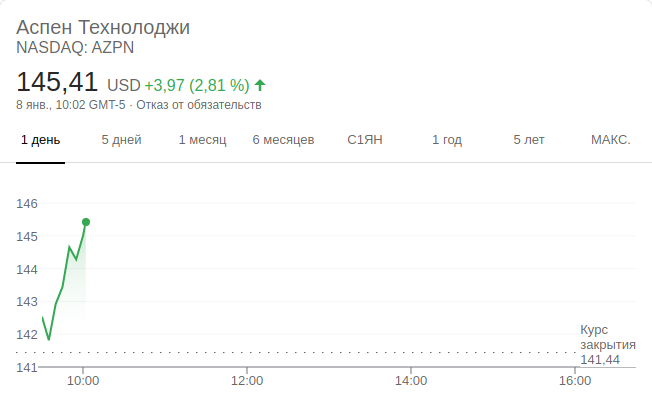 Аспен Технолоджи
NASDAQ: AZPN
145,41 USD +3,97 (2,81 %)
8 янв., 10:02 GMT-5 · Отказ от обязательств
1 день 5 дней 1 месяц 6 месяцев С1ЯН 1 год 5 лет МАКС.
146
145
144
143
142
141
Курс
закрытия
141,44
10:00 12:00 14:00 16:00